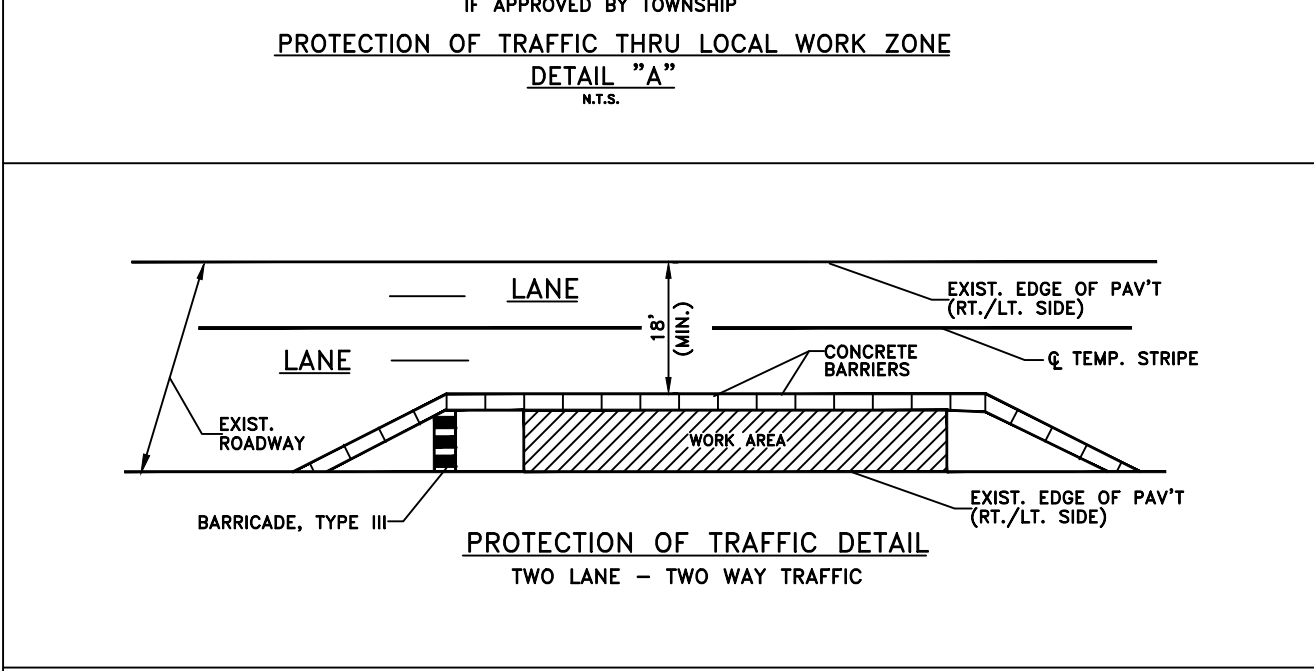 IF APPROVED BY TOWNSHIP
PROTECTION OF TRAFFIC THRU LOCAL WORK ZONE
DETAIL "A"
N.T.S.
LANE
EXIST. EDGE OF PAV'T
(RT./LT. SIDE)
18'
(MIN.)
LANE
CONCRETE
BARRIERS
℄ TEMP. STRIPE
EXIST.
ROADWAY
WORK AREA
BARRICADE, TYPE III
EXIST. EDGE OF PAV'T
(RT./LT. SIDE)
PROTECTION OF TRAFFIC DETAIL
TWO LANE – TWO WAY TRAFFIC